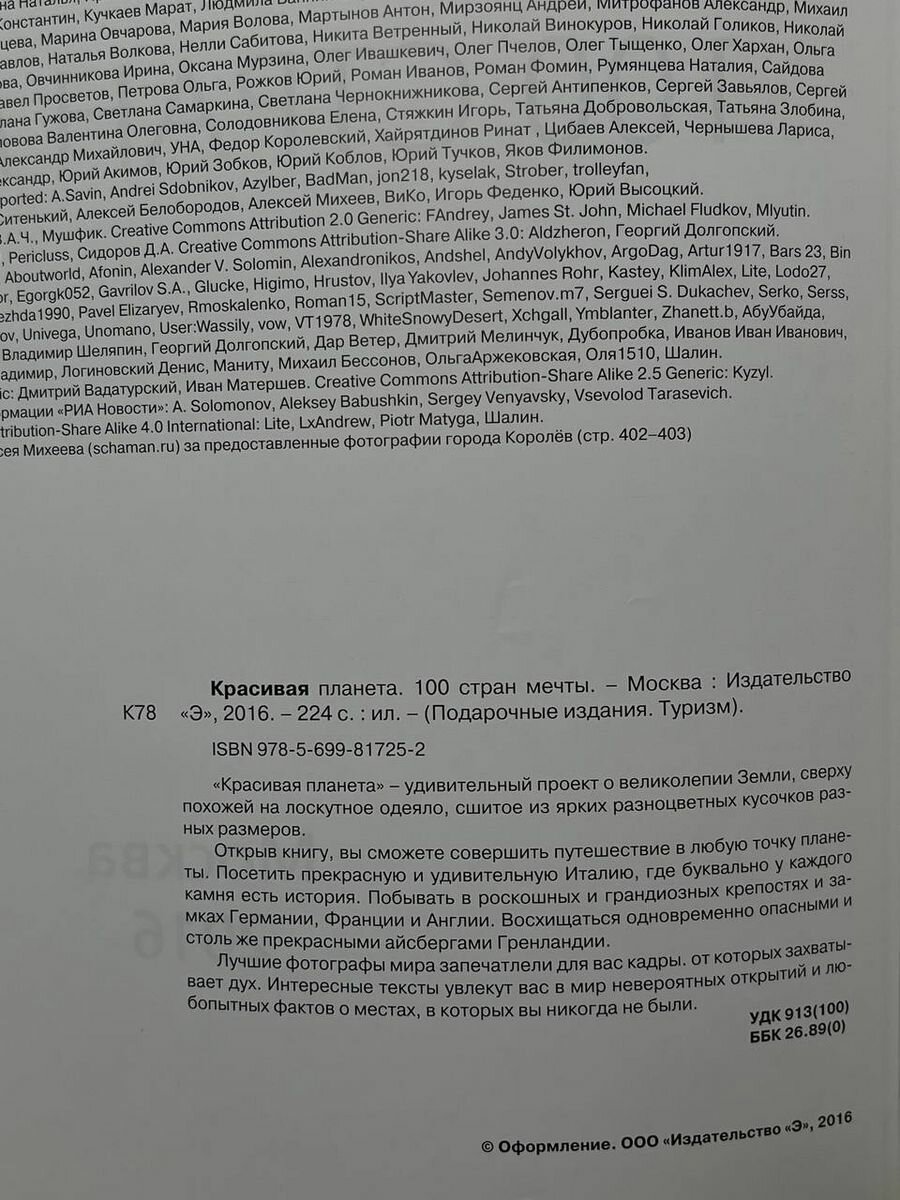 Константин, Кучкаев Марат, Людмила
Марина Овчарова, Мария Волова, Мартынов Антон, Мирзоянц Андрей, Митрофанов Александр, Михаил
Наталья Волкова, Нелли Сабитова, Никита Ветренный, Николай Винокуров, Николай Голиков, Николай
Овчинникова Ирина, Оксана Мурзина, Олег Ивашкевич, Олег Пчелов, Олег Тыщенко, Олег Хархан, Ольга
Просветов, Петрова Ольга, Рожков Юрий, Роман Иванов, Роман Фомин, Румянцева Наталия, Сайдова
Гужова, Светлана Самаркина, Светлана Чернокнижникова, Сергей Антипенков, Сергей Завьялов, Сергей
Валентина Олеговна, Солодовникова Елена, Стяжкин Игорь, Татьяна Добровольская, Татьяна Злобина,
Александр Михайлович, УНА, Федор Королевский, Хайрятдинов Ринат , Цибаев Алексей, Чернышева Лариса,
Юрий Акимов, Юрий Зобков, Юрий Коблов, Юрий Тучков, Яков Филимонов.
A.Savin, Andrei Sdobnikov, Azylber, BadMan, jon218, kyselak, Strober, trolleyfan,
Ситенький, Алексей Белобородов, Алексей Михеев, ВиКо, Игорь Феденко, Юрий Высоцкий.
В.А.Ч., Мушфик. Creative Commons Attribution 2.0 Generic: FAndrey, James St. John, Michael Fludkov, Mlyutin.
Pericluss, Сидоров Д.А. Creative Commons Attribution-Share Alike 3.0: Aldzheron, Георгий Долгопский.
Aboutworld, Afonin, Alexander V. Solomin, Alexandronikos, Andshel, AndyVolykhov, ArgoDag, Artur1917, Bars 23, Bin
Egorgk052, Gavrilov S.A., Glucke, Higimo, Hrustov, Ilya Yakovlev, Johannes Rohr, Kastey, KlimAlex, Lite, Lodo27,
Pavel Elizaryev, Rmoskalenko, Roman15, ScriptMaster, Semenov.m7, Serguei S. Dukachev, Serko, Serss,
Univega, Unomano, User:Wassily, vow, VT1978, WhiteSnowyDesert, Xchgall, Ymblanter, Zhanett.b, АбуУбайда,
Владимир Шеляпин, Георгий Долгопский, Дар Ветер, Дмитрий Мелинчук, Дубопробка, Иванов Иван Иванович,
Логиновский Денис, Маниту, Михаил Бессонов, ОльгаАржековская, Оля1510, Шалин.
Дмитрий Вадатурский, Иван Матершев. Creative Commons Attribution-Share Alike 2.5 Generic: Kyzyl.
«РИА Новости»: A. Solomonov, Aleksey Babushkin, Sergey Venyavsky, Vsevolod Tarasevich.
Alike 4.0 International: Lite, LxAndrew, Piotr Matyga, Шалин.
Михеева (schaman.ru) за предоставленные фотографии города Королёв (стр. 402–403)
Красивая планета. 100 стран мечты. – Москва : Издательство
К78 «Э», 2016. – 224 с. : ил. – (Подарочные издания. Туризм).
ISBN 978-5-699-81725-2
«Красивая планета» – удивительный проект о великолепии Земли, сверху
похожей на лоскутное одеяло, сшитое из ярких разноцветных кусочков раз-
ных размеров.
Открыв книгу, вы сможете совершить путешествие в любую точку плане-
ты. Посетить прекрасную и удивительную Италию, где буквально у каждого
камня есть история. Побывать в роскошных и грандиозных крепостях и за-
мках Германии, Франции и Англии. Восхищаться одновременно опасными и
столь же прекрасными айсбергами Гренландии.
Лучшие фотографы мира запечатлели для вас кадры. от которых захваты-
вает дух. Интересные тексты увлекут вас в мир невероятных открытий и лю-
бопытных фактов о местах, в которых вы никогда не были.
УДК 913(100)
ББК 26.89(0)
© Оформление. ООО «Издательство «Э», 2016